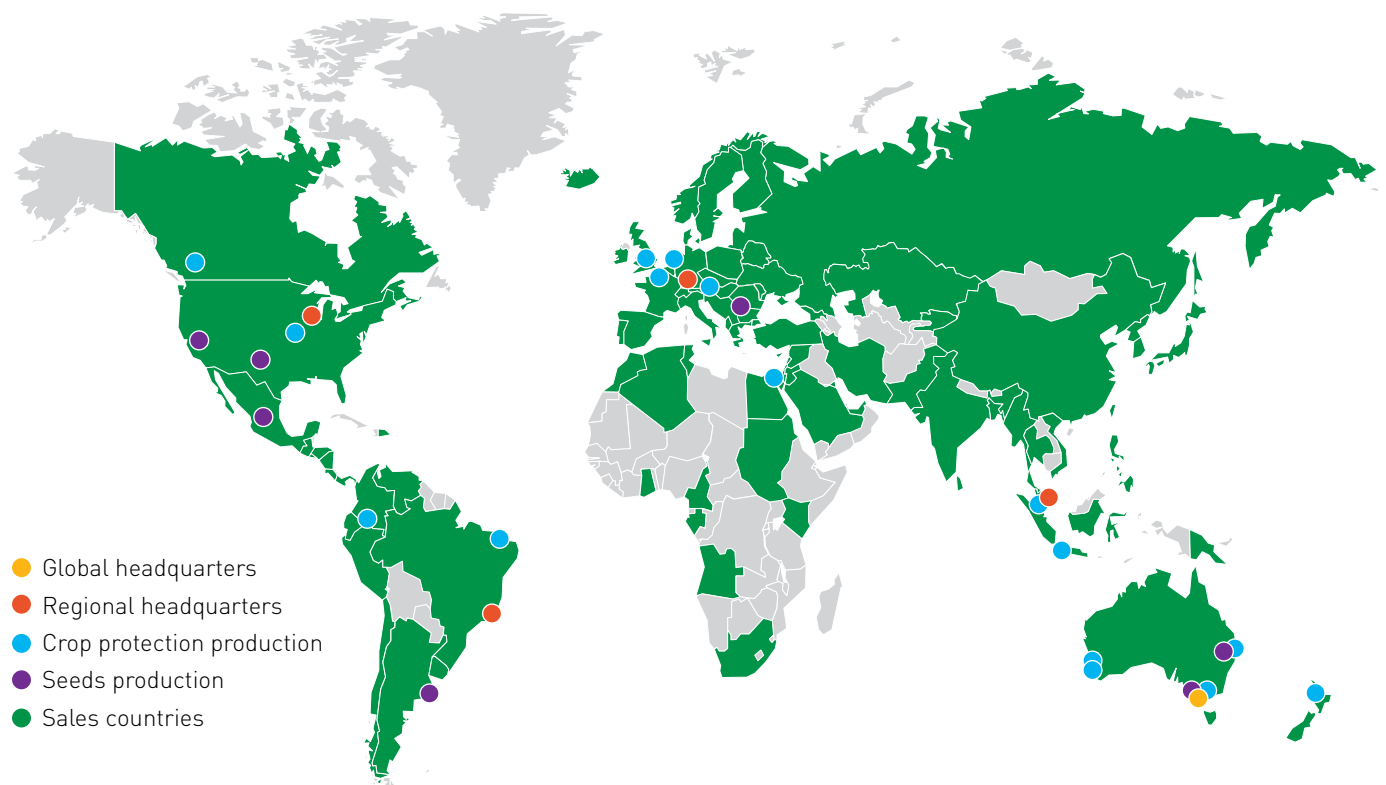 Global headquarters
Regional headquarters
Crop protection production
Seeds production
Sales countries